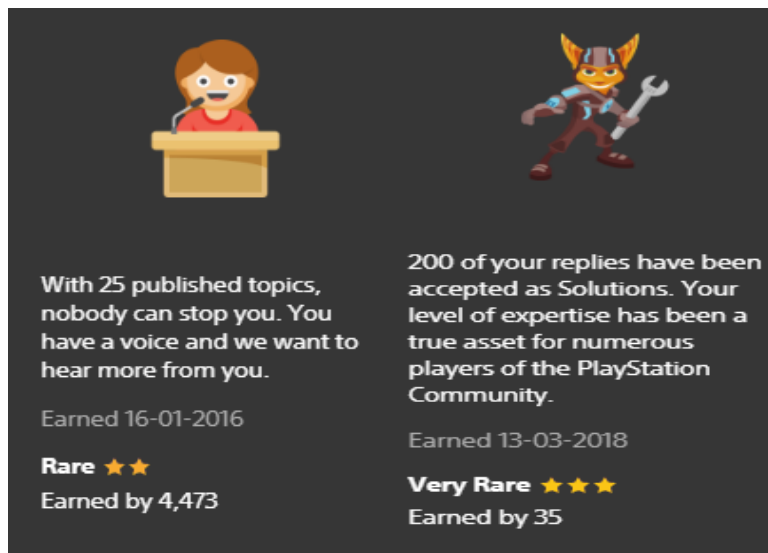 With 25 published topics,
nobody can stop you. You
have a voice and we want to
hear more from you.
Earned 16-01-2016
Rare
Earned by 4,473
200 of your replies have been
accepted as Solutions. Your
level of expertise has been a
true asset for numerous
players of the PlayStation
Community.
Earned 13-03-2018
Very Rare
Earned by 35